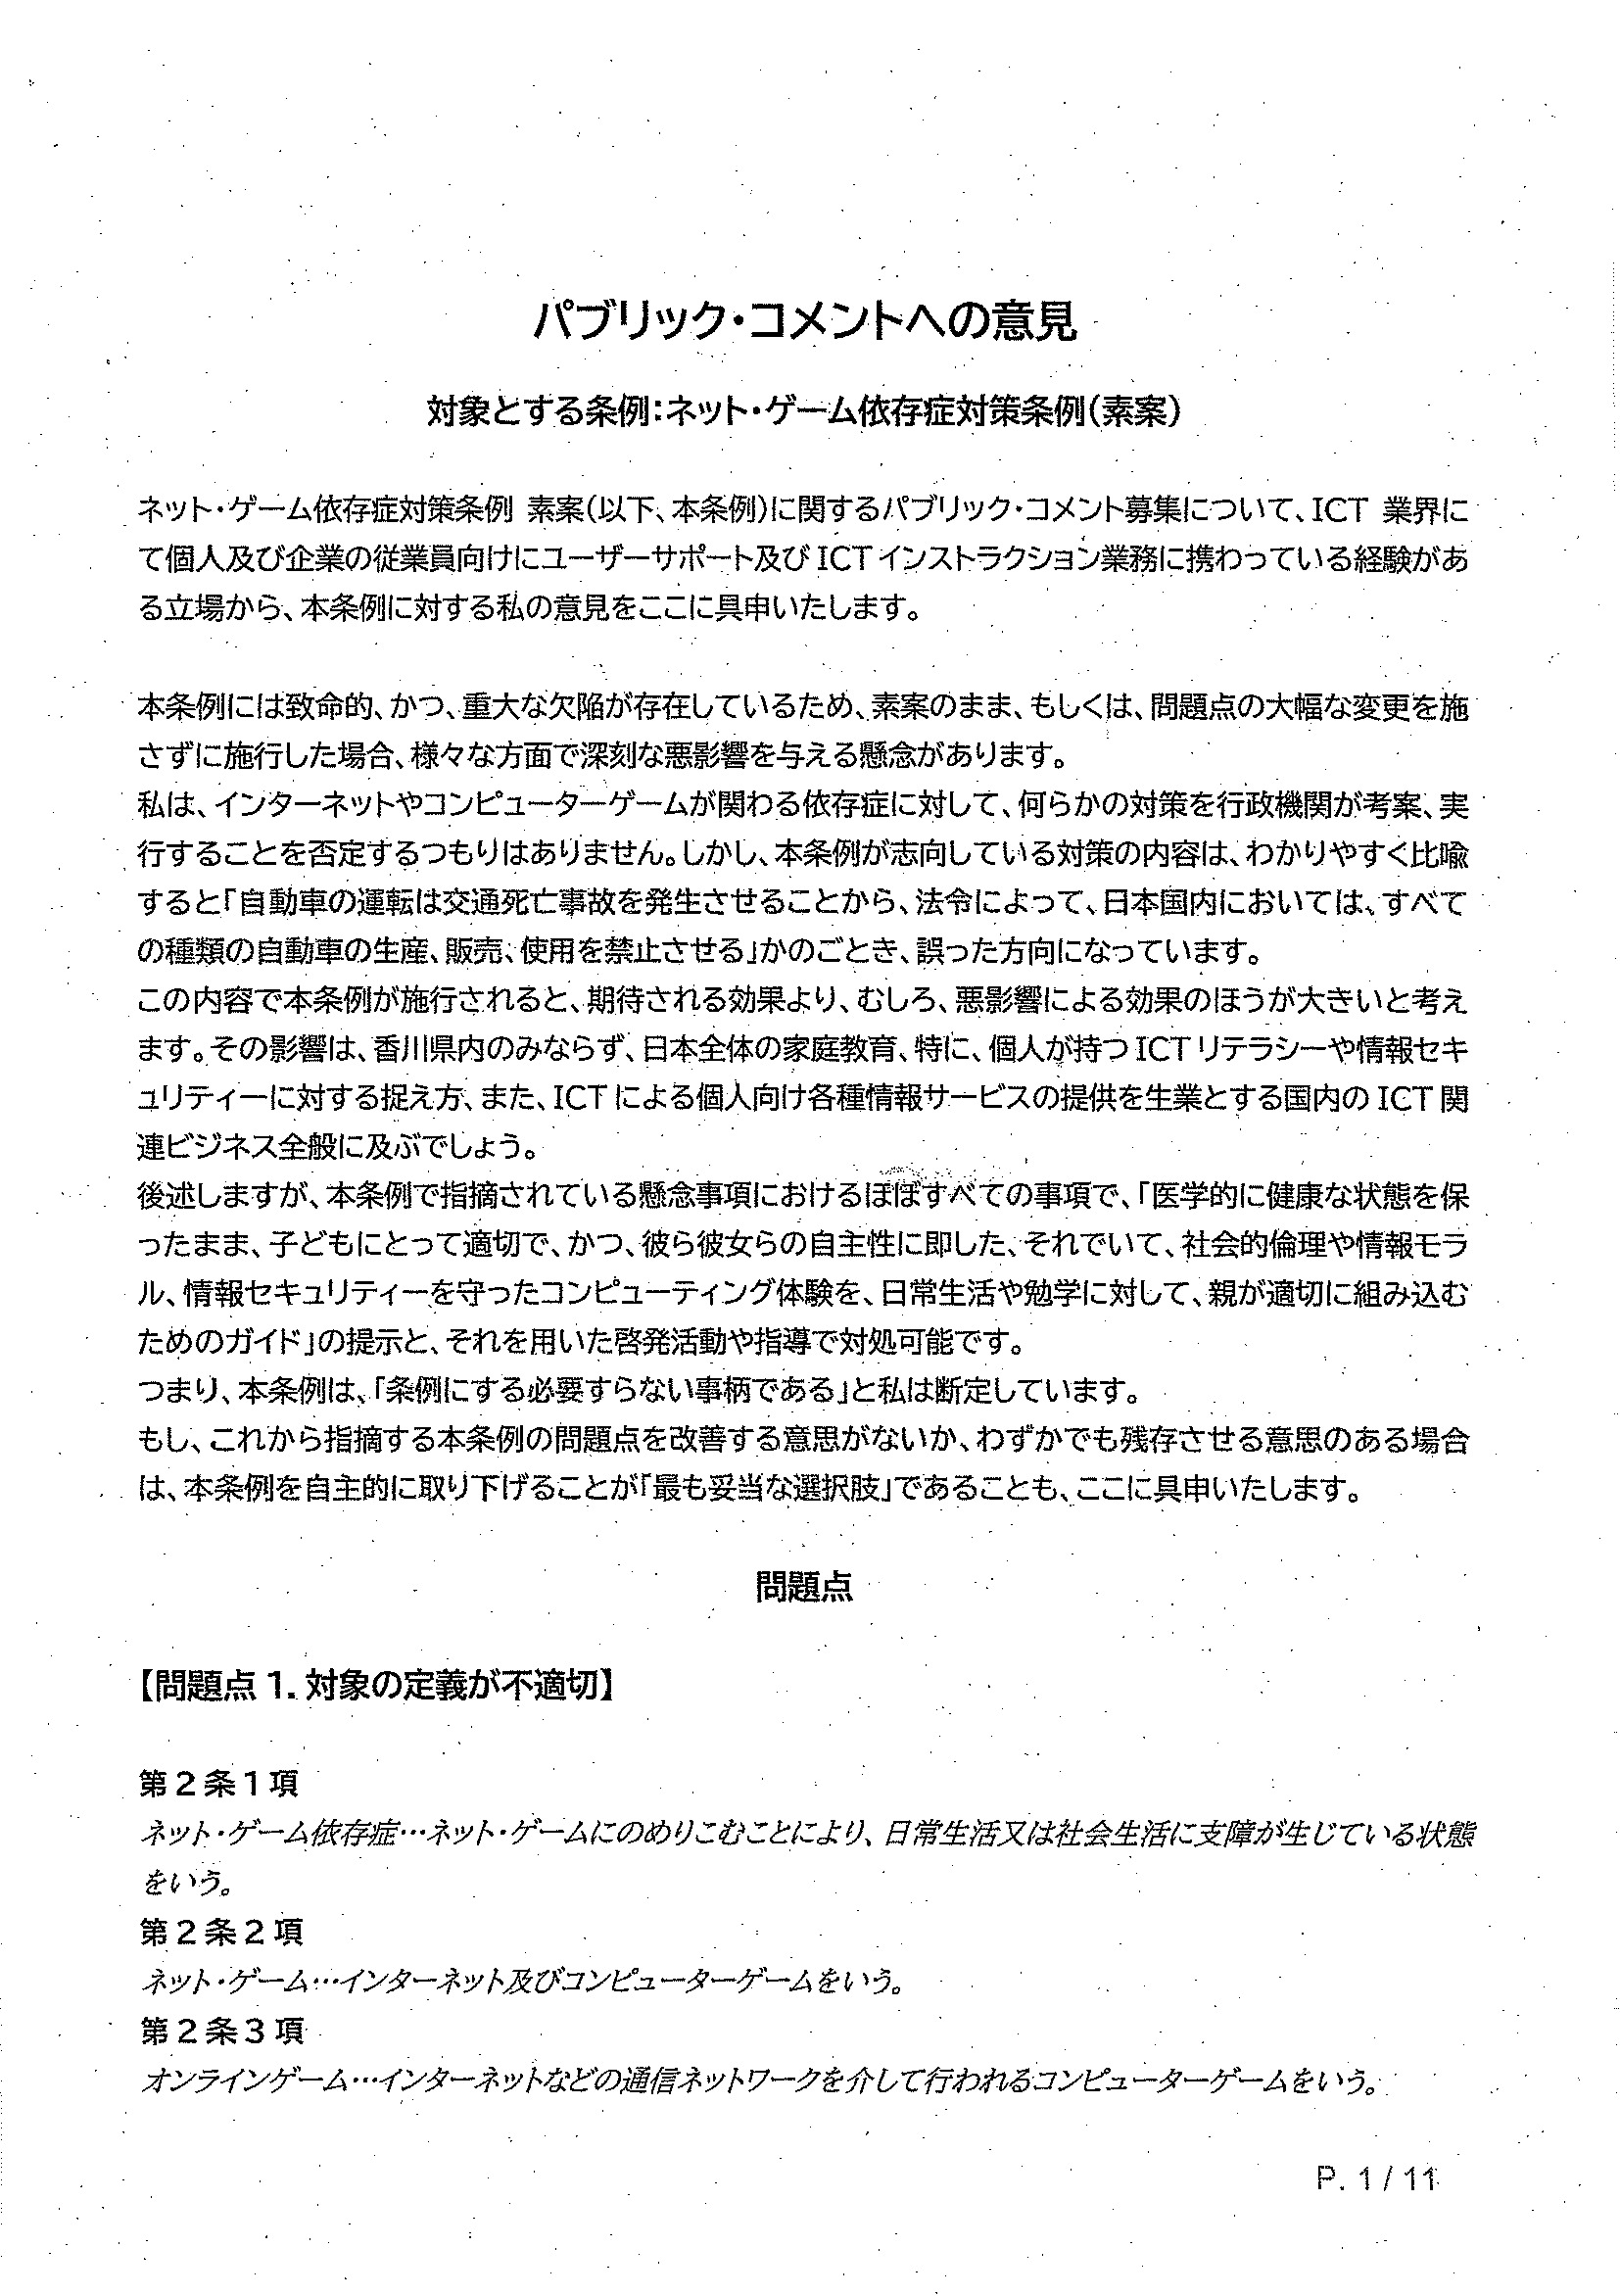 パブリック・コメントへの意見
対象とする条例：ネット・ゲーム依存症対策条例（素案）
ネット・ゲーム依存症対策条例 素案（以下、本条例）に関するパブリック・コメント募集について、ICT 業界に
て個人及び企業の従業員向けにユーザーサポート及び ICT インストラクション業務に携わっている経験があ
る立場から、本条例に対する私の意見をここに具申いたします。
本条例には致命的、かつ、重大な欠陥が存在しているため、素案のまま、もしくは、問題点の大幅な変更を施
さずに施行した場合、様々な方面で深刻な悪影響を与える懸念があります。
私は、インターネットやコンピューターゲームが関わる依存症に対して、何らかの対策を行政機関が考案、実
行することを否定するつもりはありません。しかし、本条例が志向している対策の内容は、わかりやすく比喩
すると「自動車の運転は交通死亡事故を発生させることから、法令によって、日本国内においては、すべて
の種類の自動車の生産、販売、使用を禁止させる」かのごとき、誤った方向になっています。
この内容で本条例が施行されると、期待される効果より、むしろ、悪影響による効果のほうが大きいと考え
ます。その影響は、香川県内のみならず、日本全体の家庭教育、特に、個人が持つ ICT リテラシーや情報セキ
ュリティーに対する捉え方、また、ICT による個人向け各種情報サービスの提供を生業とする国内の ICT 関
連ビジネス全般に及ぶでしょう。
後述しますが、本条例で指摘されている懸念事項におけるほぼすべての事項で、「医学的に健康な状態を保
ったまま、子どもにとって適切で、かつ、彼ら彼女らの自主性に即した、それでいて、社会的倫理や情報モラ
ル、情報セキュリティーを守ったコンピューティング体験を、日常生活や勉学に対して、親が適切に組み込む
ためのガイド」の提示と、それを用いた啓発活動や指導で対処可能です。
つまり、本条例は、「条例にする必要すらない事柄である」と私は断定しています。
もし、これから指摘する本条例の問題点を改善する意思がないか、わずかでも残存させる意思のある場合
は、本条例を自主的に取り下げることが「最も妥当な選択肢」であることも、ここに具申いたします。
問題点
【問題点 1. 対象の定義が不適切】
第２条１項
ネット・ゲーム依存症…ネット・ゲームにのめりこむことにより、日常生活又は社会生活に支障が生じている状態
をいう。
第２条２項
ネット・ゲーム…インターネット及びコンピューターゲームをいう。
第２条３項
オンラインゲーム…インターネットなどの通信ネットワークを介して行われるコンピューターゲームをいう。
P. 1 / 11